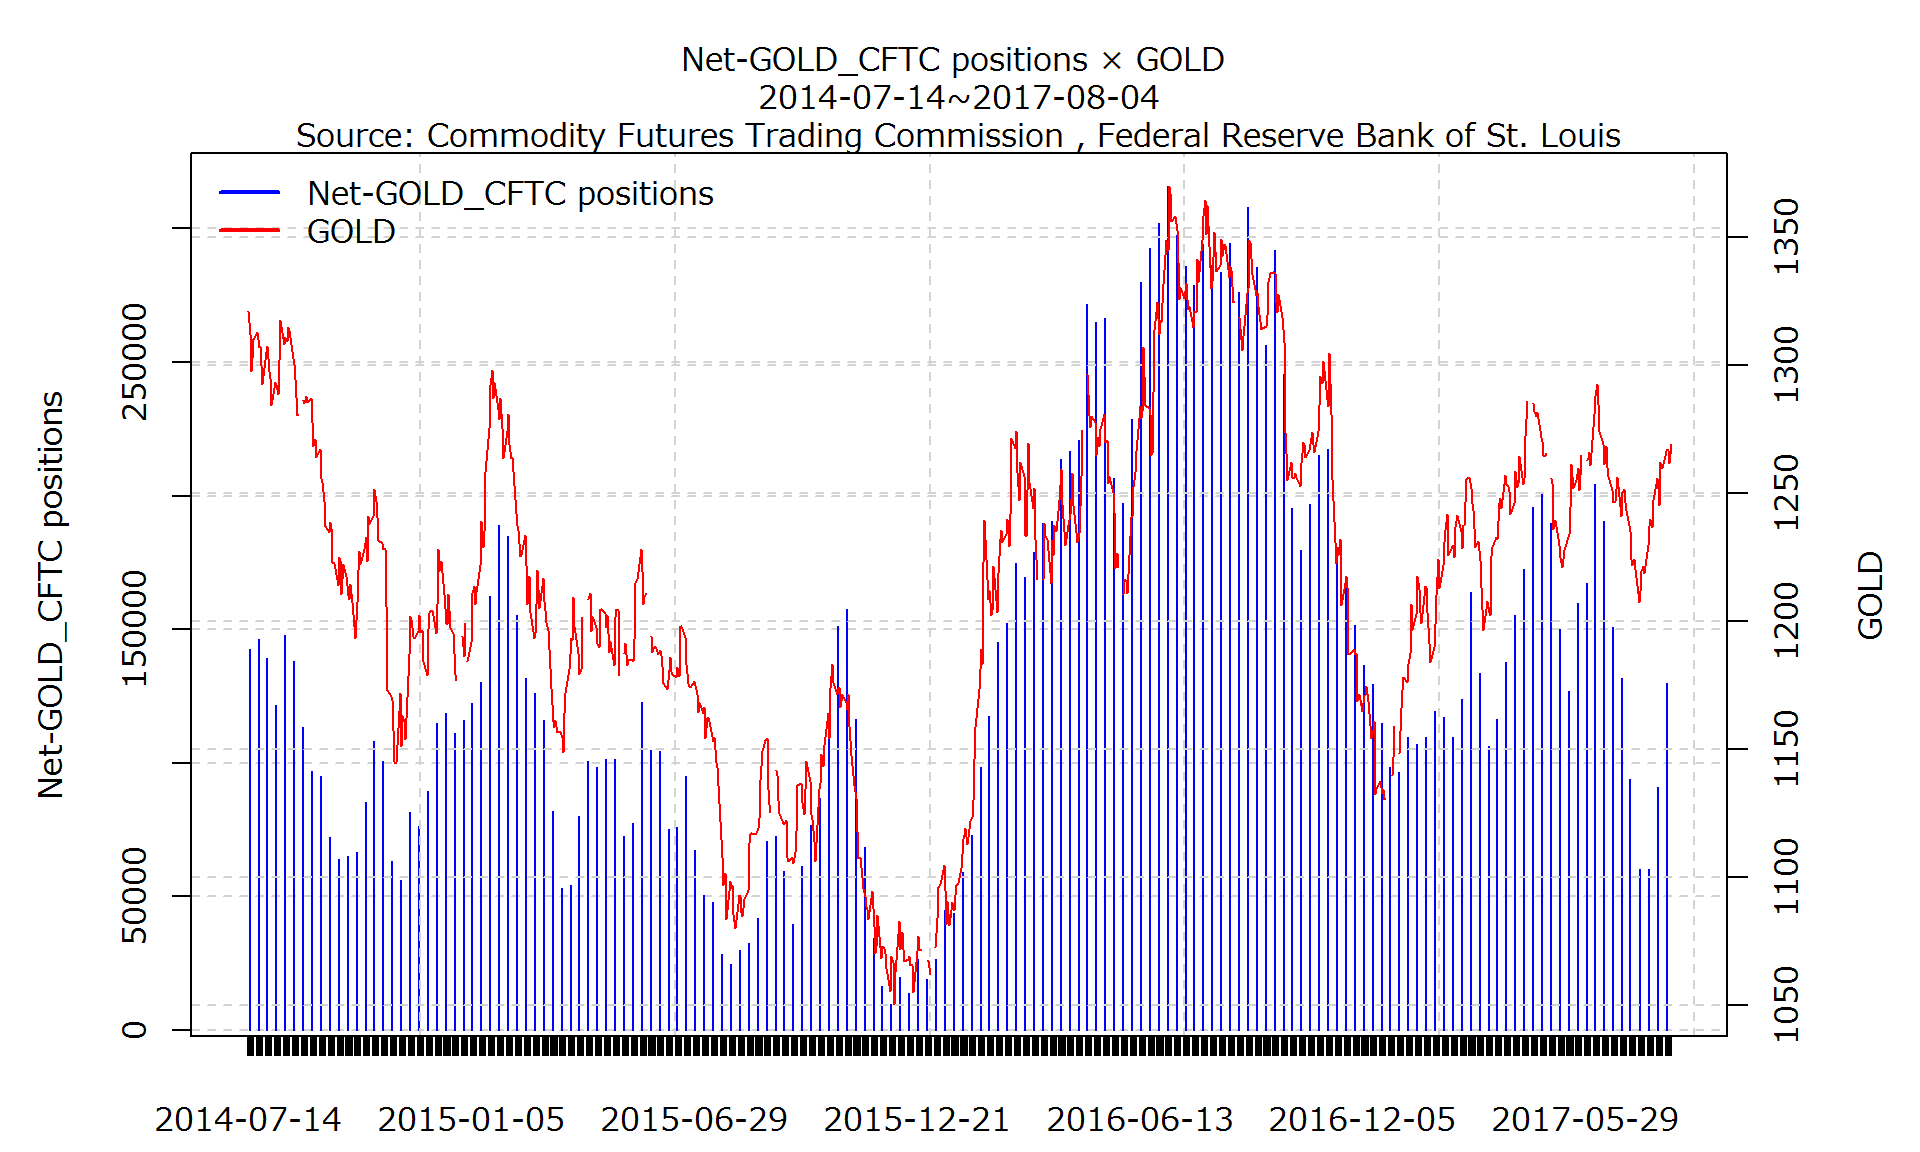 Net-GOLD_CFTC positions × GOLD
2014-07-14~2017-08-04
Source: Commodity Futures Trading Commission , Federal Reserve Bank of St. Louis
Net-GOLD_CFTC positions
GOLD
Net-GOLD_CFTC positions
250000
150000
50000
0
1350
1300
1250
1200
1150
1100
1050
GOLD
2014-07-14 2015-01-05 2015-06-29 2015-12-21 2016-06-13 2016-12-05 2017-05-29